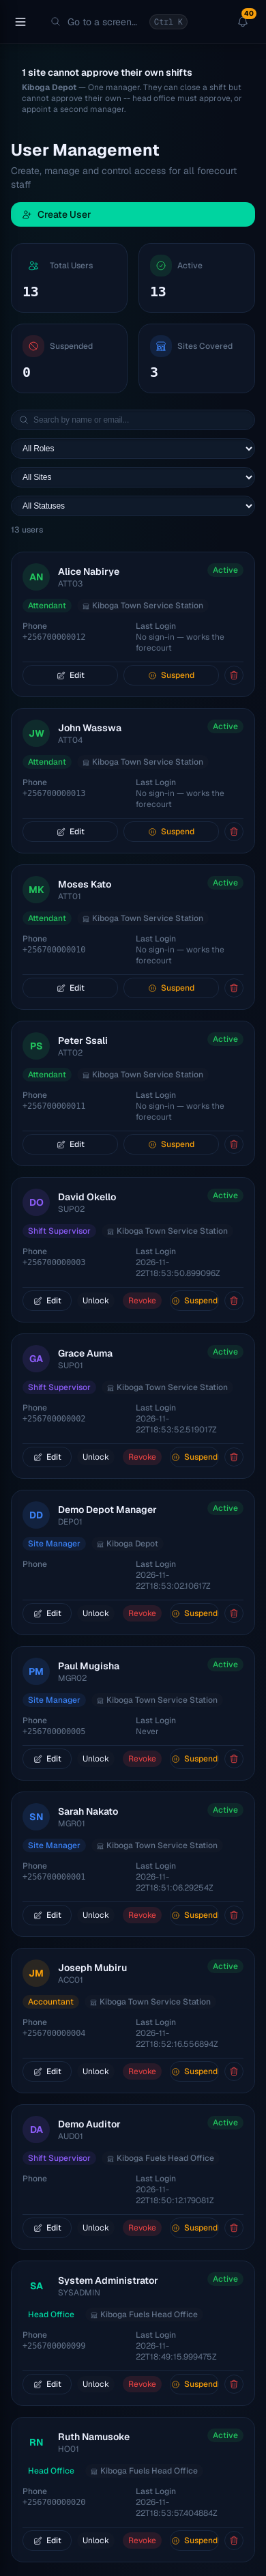 Go to a screen...
Ctrl K
40
1 site cannot approve their own shifts
Kiboga Depot — One manager. They can close a shift but
cannot approve their own -- head office must approve, or
appoint a second manager.
User Management
Create, manage and control access for all forecourt
staff
Create User
Total Users
13
Active
13
Suspended
0
Sites Covered
3
Search by name or email...
All Roles
All Sites
All Statuses
13 users
AN
Alice Nabirye
ATT03
Active
Attendant
Kiboga Town Service Station
Phone
+256700000012
Last Login
No sign-in — works the
forecourt
Edit
Suspend
JW
John Wasswa
ATT04
Active
Attendant
Kiboga Town Service Station
Phone
+256700000013
Last Login
No sign-in — works the
forecourt
Edit
Suspend
MK
Moses Kato
ATT01
Active
Attendant
Kiboga Town Service Station
Phone
+256700000010
Last Login
No sign-in — works the
forecourt
Edit
Suspend
PS
Peter Ssali
ATT02
Active
Attendant
Kiboga Town Service Station
Phone
+256700000011
Last Login
No sign-in — works the
forecourt
Edit
Suspend
DO
David Okello
SUP02
Active
Shift Supervisor
Kiboga Town Service Station
Phone
+256700000003
Last Login
2026-11-
22T18:53:50.899096Z
Edit
Unlock
Revoke
Suspend
GA
Grace Auma
SUP01
Active
Shift Supervisor
Kiboga Town Service Station
Phone
+256700000002
Last Login
2026-11-
22T18:53:52.519017Z
Edit
Unlock
Revoke
Suspend
DD
Demo Depot Manager
DEP01
Active
Site Manager
Kiboga Depot
Phone
Last Login
2026-11-
22T18:53:02.10617Z
Edit
Unlock
Revoke
Suspend
PM
Paul Mugisha
MGR02
Active
Site Manager
Kiboga Town Service Station
Phone
+256700000005
Last Login
Never
Edit
Unlock
Revoke
Suspend
SN
Sarah Nakato
MGR01
Active
Site Manager
Kiboga Town Service Station
Phone
+256700000001
Last Login
2026-11-
22T18:51:06.29254Z
Edit
Unlock
Revoke
Suspend
JM
Joseph Mubiru
ACC01
Active
Accountant
Kiboga Town Service Station
Phone
+256700000004
Last Login
2026-11-
22T18:52:16.556894Z
Edit
Unlock
Revoke
Suspend
DA
Demo Auditor
AUD01
Active
Shift Supervisor
Kiboga Fuels Head Office
Phone
Last Login
2026-11-
22T18:50:12.179081Z
Edit
Unlock
Revoke
Suspend
SA
System Administrator
SYSADMIN
Active
Head Office
Kiboga Fuels Head Office
Phone
+256700000099
Last Login
2026-11-
22T18:49:15.999475Z
Edit
Unlock
Revoke
Suspend
RN
Ruth Namusoke
HO01
Active
Head Office
Kiboga Fuels Head Office
Phone
+256700000020
Last Login
2026-11-
22T18:53:57.404884Z
Edit
Unlock
Revoke
Suspend